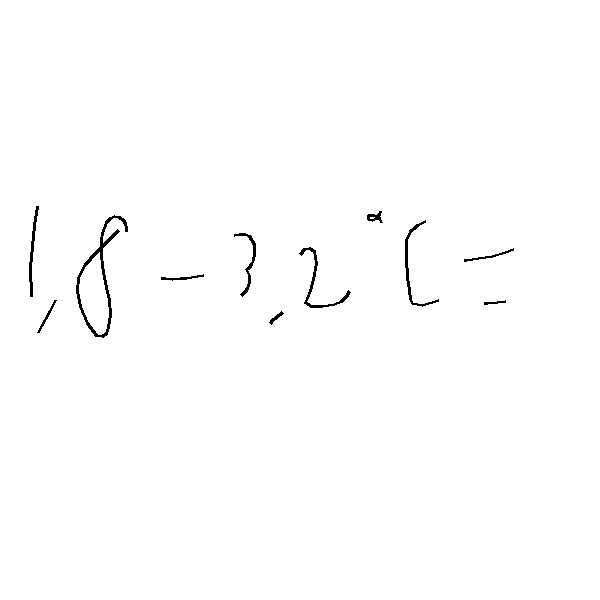 1,8 - 3,2°C =